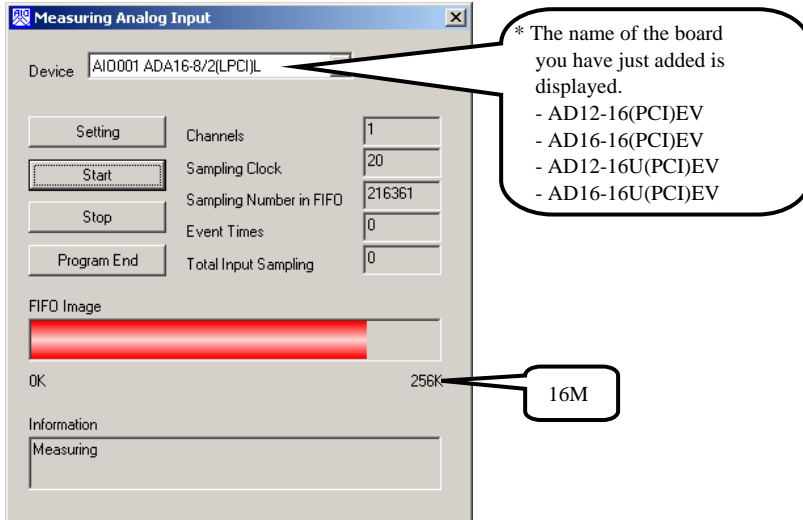 Measuring Analog Input
Device AIO001 ADA16-8/2(LPCI)L
* The name of the board
you have just added is
displayed.
- AD12-16(PCI)EV
- AD16-16(PCI)EV
- AD12-16U(PCI)EV
- AD16-16U(PCI)EV
Setting
Start
Stop
Program End
Channels 1
Sampling Clock 20
Sampling Number in FIFO 216361
Event Times 0
Total Input Sampling 0
FIFO Image
0K 256K
16M
Information
Measuring